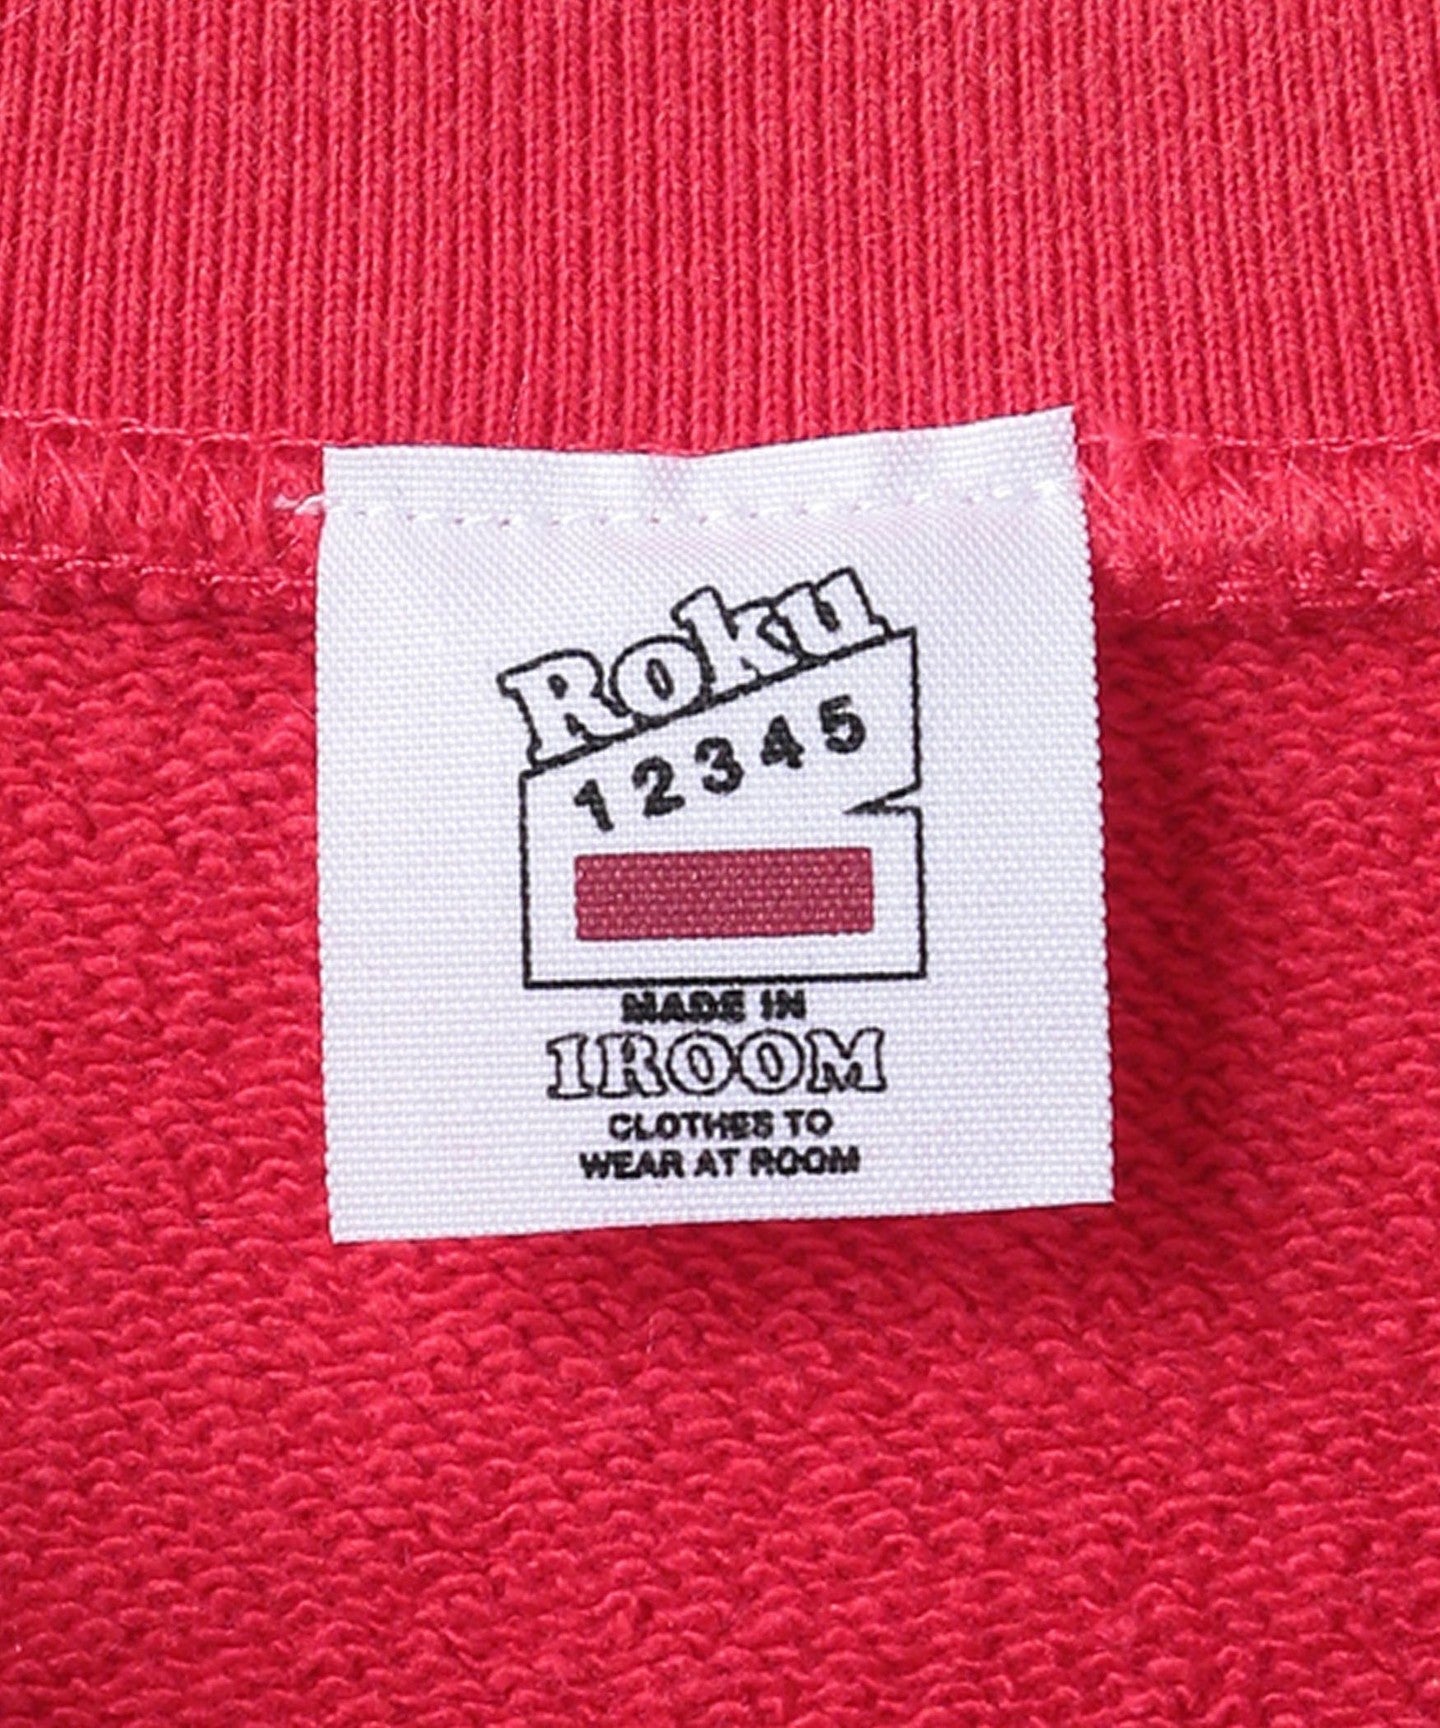 Roku
12345
MADE IN
1ROOM
CLOTHES TO
WEAR AT ROOM